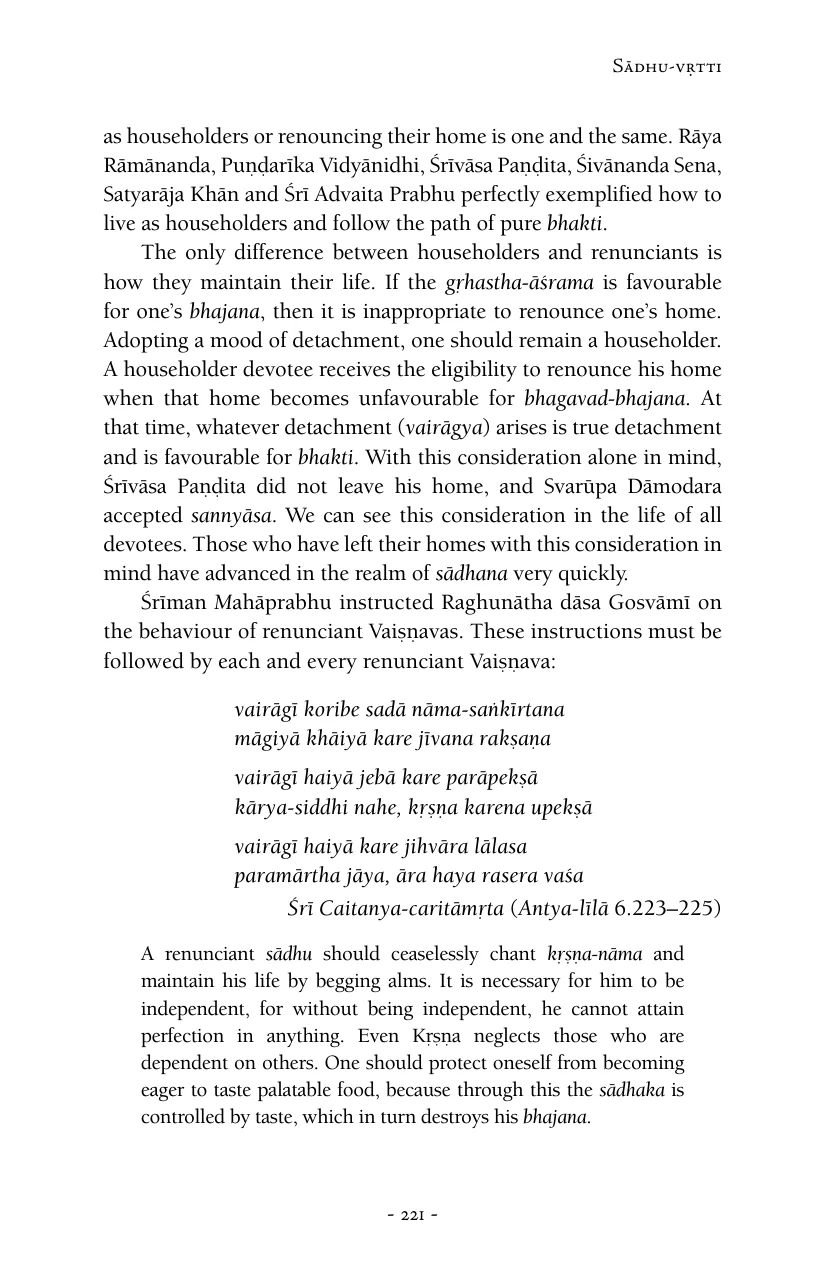 Sādhu-vṛtti
as householders or renouncing their home is one and the same. Rāya
Rāmānanda, Puṇḍarīka Vidyānidhi, Śrīvāsa Paṇḍita, Śivānanda Sena,
Satyarāja Khān and Śrī Advaita Prabhu perfectly exemplified how to
live as householders and follow the path of pure bhakti.
The only difference between householders and renunciants is
how they maintain their life. If the gṛhastha-āśrama is favourable
for one’s bhajana, then it is inappropriate to renounce one’s home.
Adopting a mood of detachment, one should remain a householder.
A householder devotee receives the eligibility to renounce his home
when that home becomes unfavourable for bhagavad-bhajana. At
that time, whatever detachment (vairāgya) arises is true detachment
and is favourable for bhakti. With this consideration alone in mind,
Śrīvāsa Paṇḍita did not leave his home, and Svarūpa Dāmodara
accepted sannyāsa. We can see this consideration in the life of all
devotees. Those who have left their homes with this consideration in
mind have advanced in the realm of sādhana very quickly.
Śrīman Mahāprabhu instructed Raghunātha dāsa Gosvāmī on
the behaviour of renunciant Vaiṣṇavas. These instructions must be
followed by each and every renunciant Vaiṣṇava:
vairāgī koribe sadā nāma-saṅkīrtana
māgiyā khāiyā kare jīvana rakṣaṇa
vairāgī haiyā jebā kare parāpekṣā
kārya-siddhi nahe, kṛṣṇa karena upekṣā
vairāgī haiyā kare jihvāra lālasa
paramārtha jāya, āra haya rasera vaśa
Śrī Caitanya-caritāmṛta (Antya-līlā 6.223–225)
A renunciant sādhu should ceaselessly chant kṛṣṇa-nāma and
maintain his life by begging alms. It is necessary for him to be
independent, for without being independent, he cannot attain
perfection in anything. Even Kṛṣṇa neglects those who are
dependent on others. One should protect oneself from becoming
eager to taste palatable food, because through this the sādhaka is
controlled by taste, which in turn destroys his bhajana.
- 221 -